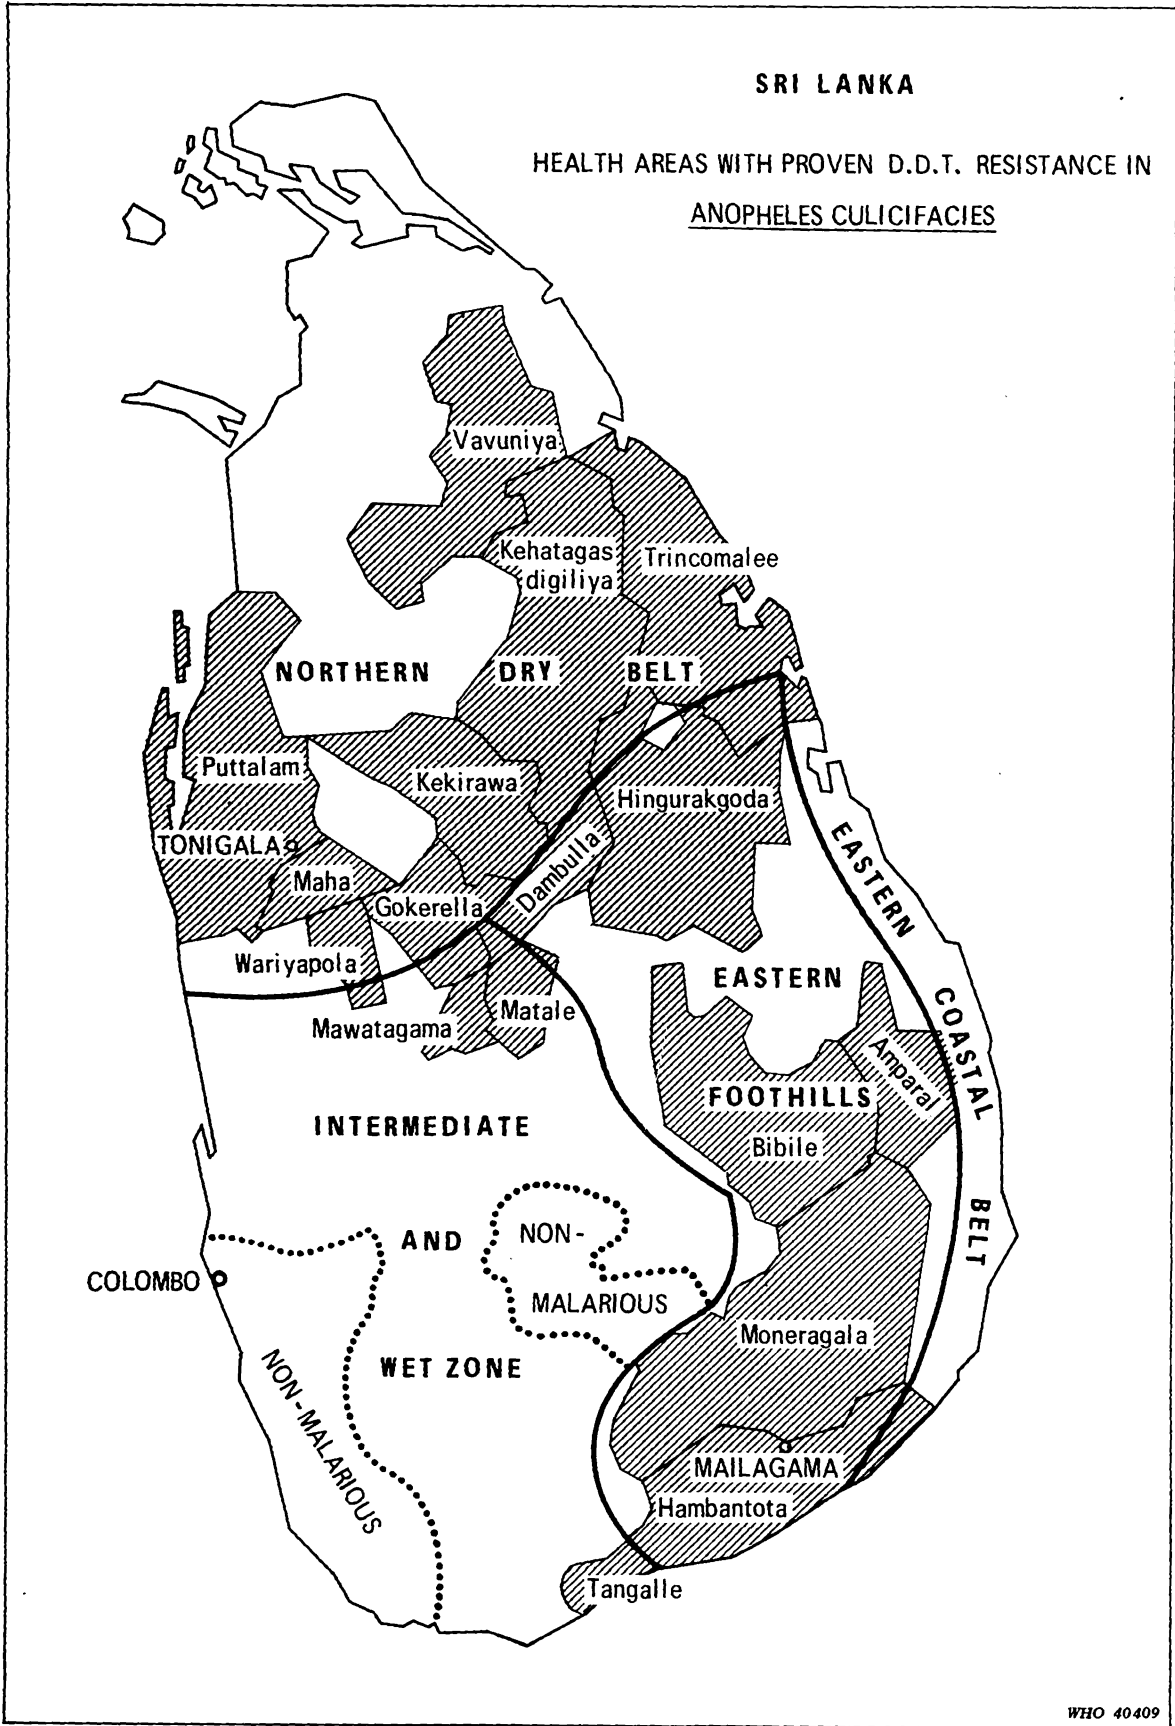 SRI LANKA
HEALTH AREAS WITH PROVEN D.D.T. RESISTANCE IN
ANOPHELES CULICIFACIES
Vavuniya
Kehatagas
digiliya
Trincomalee
NORTHERN DRY BELT
Puttalam
Kekirawa
Hingurakgoda
TONIGALA
Dambulla
Maha
Gokerella
Wariyapola
Mawatagama
Matale
EASTERN
FOOTHILLS
EASTERN COASTAL BELT
Amparal
Bibile
INTERMEDIATE
AND
WET ZONE
NON-
MALARIOUS
COLOMBO
NON-MALARIOUS
Moneragala
MAILAGAMA
Hambantota
Tangalle
WHO 40409